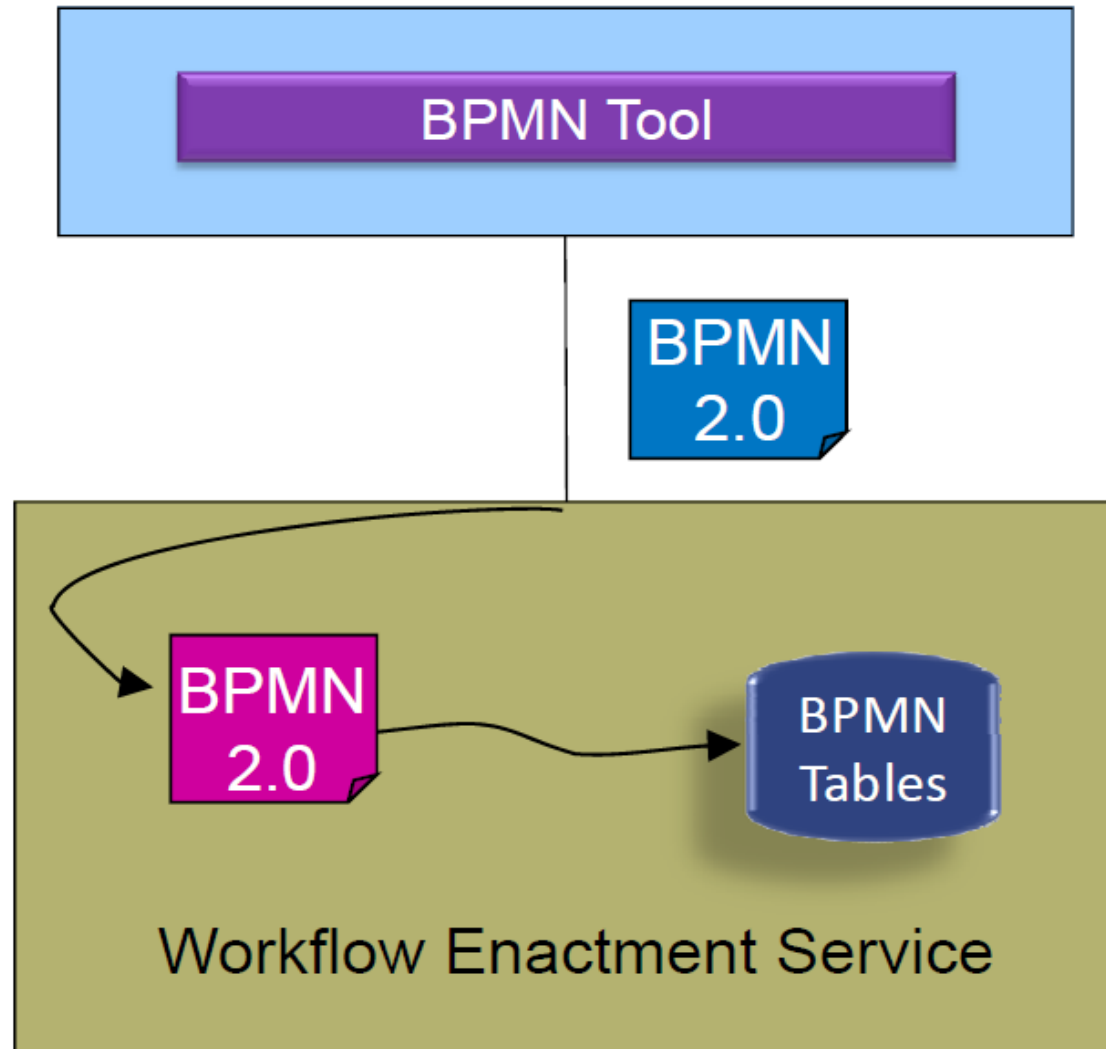 BPMN Tool
BPMN
2.0
BPMN
2.0
BPMN
Tables
Workflow Enactment Service